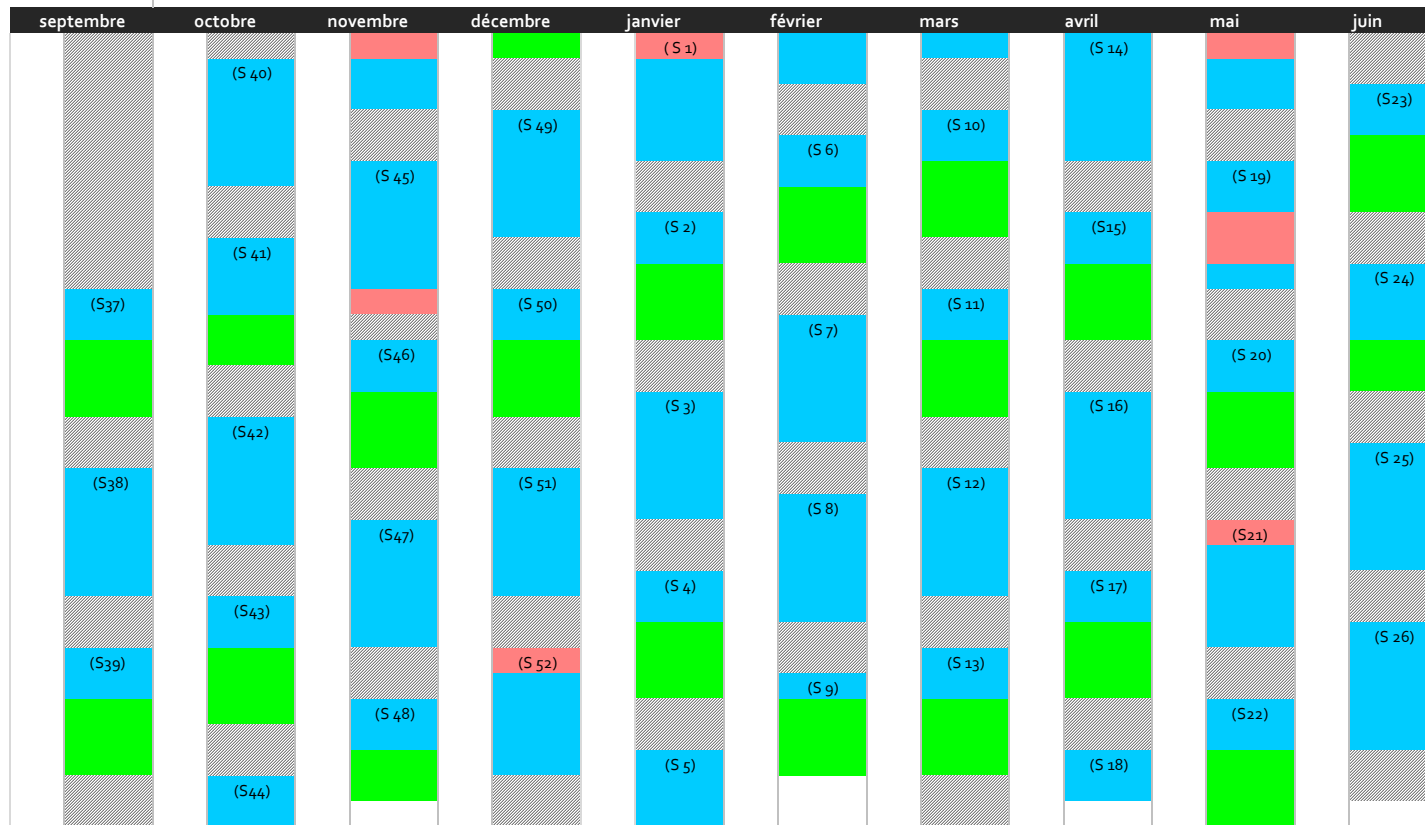 septembre octobre novembre décembre janvier février mars avril mai juin
( S 1) (S 14)
(S 40) (S23)
(S 49) (S 10)
(S 6)
(S 45) (S 19)
(S 2) (S15)
(S 41) (S 24)
(S37) (S 50) (S 11)
(S 7)
(S46) (S 20)
(S 3) (S 16)
(S42) (S 25)
(S38) (S 51) (S 12)
(S 8)
(S47) (S21)
(S 4) (S 17)
(S43) (S 26)
(S39) (S 52) (S 13)
(S 9)
(S 48) (S22)
(S 5) (S 18)
(S44)